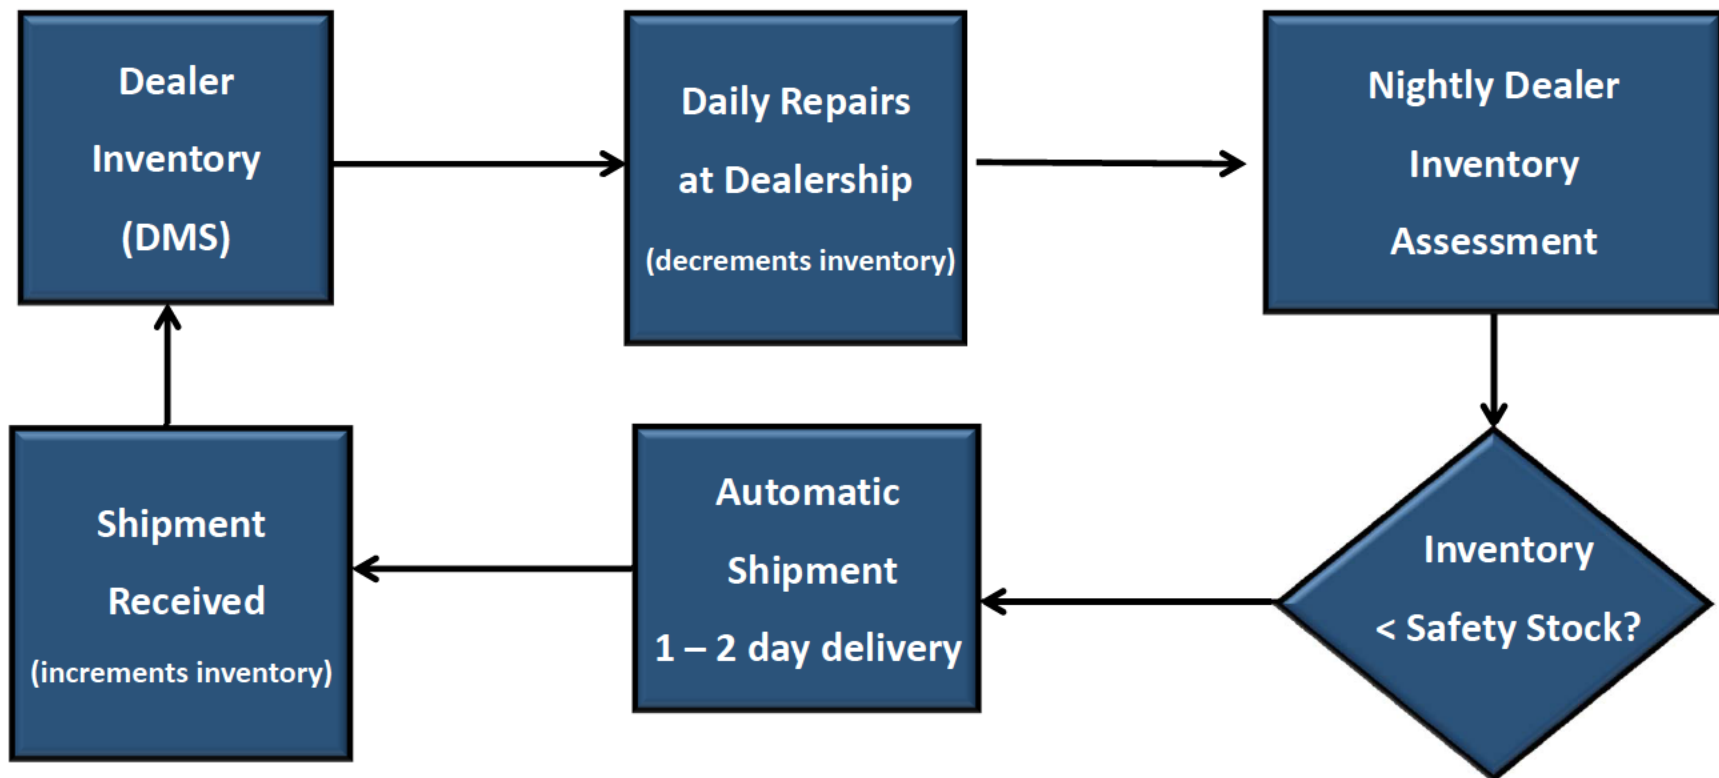 Dealer
Inventory
(DMS)
Daily Repairs
at Dealership
(decrements inventory)
Nightly Dealer
Inventory
Assessment
Inventory
< Safety Stock?
Automatic
Shipment
1 – 2 day delivery
Shipment
Received
(increments inventory)